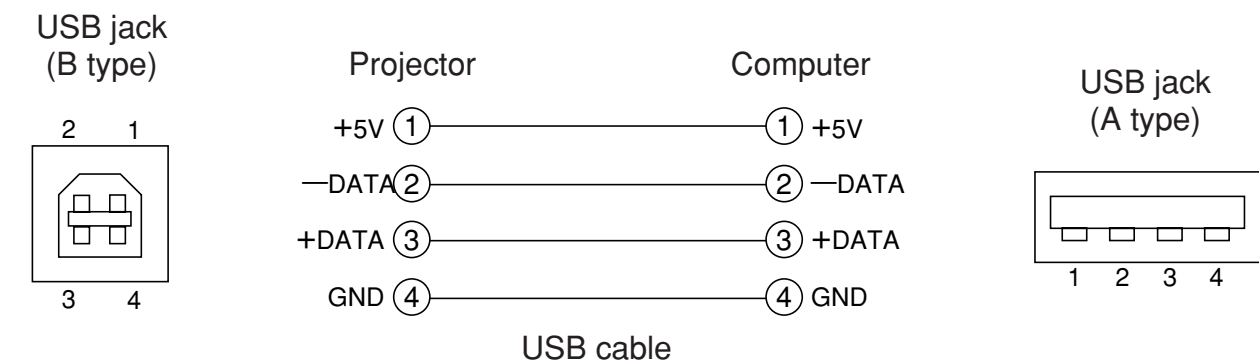 USB jack
(B type)
2 1
3 4
Projector Computer
+5V 1 1 +5V
—DATA 2 2 —DATA
+DATA 3 3 +DATA
GND 4 4 GND
USB cable
USB jack
(A type)
1 2 3 4